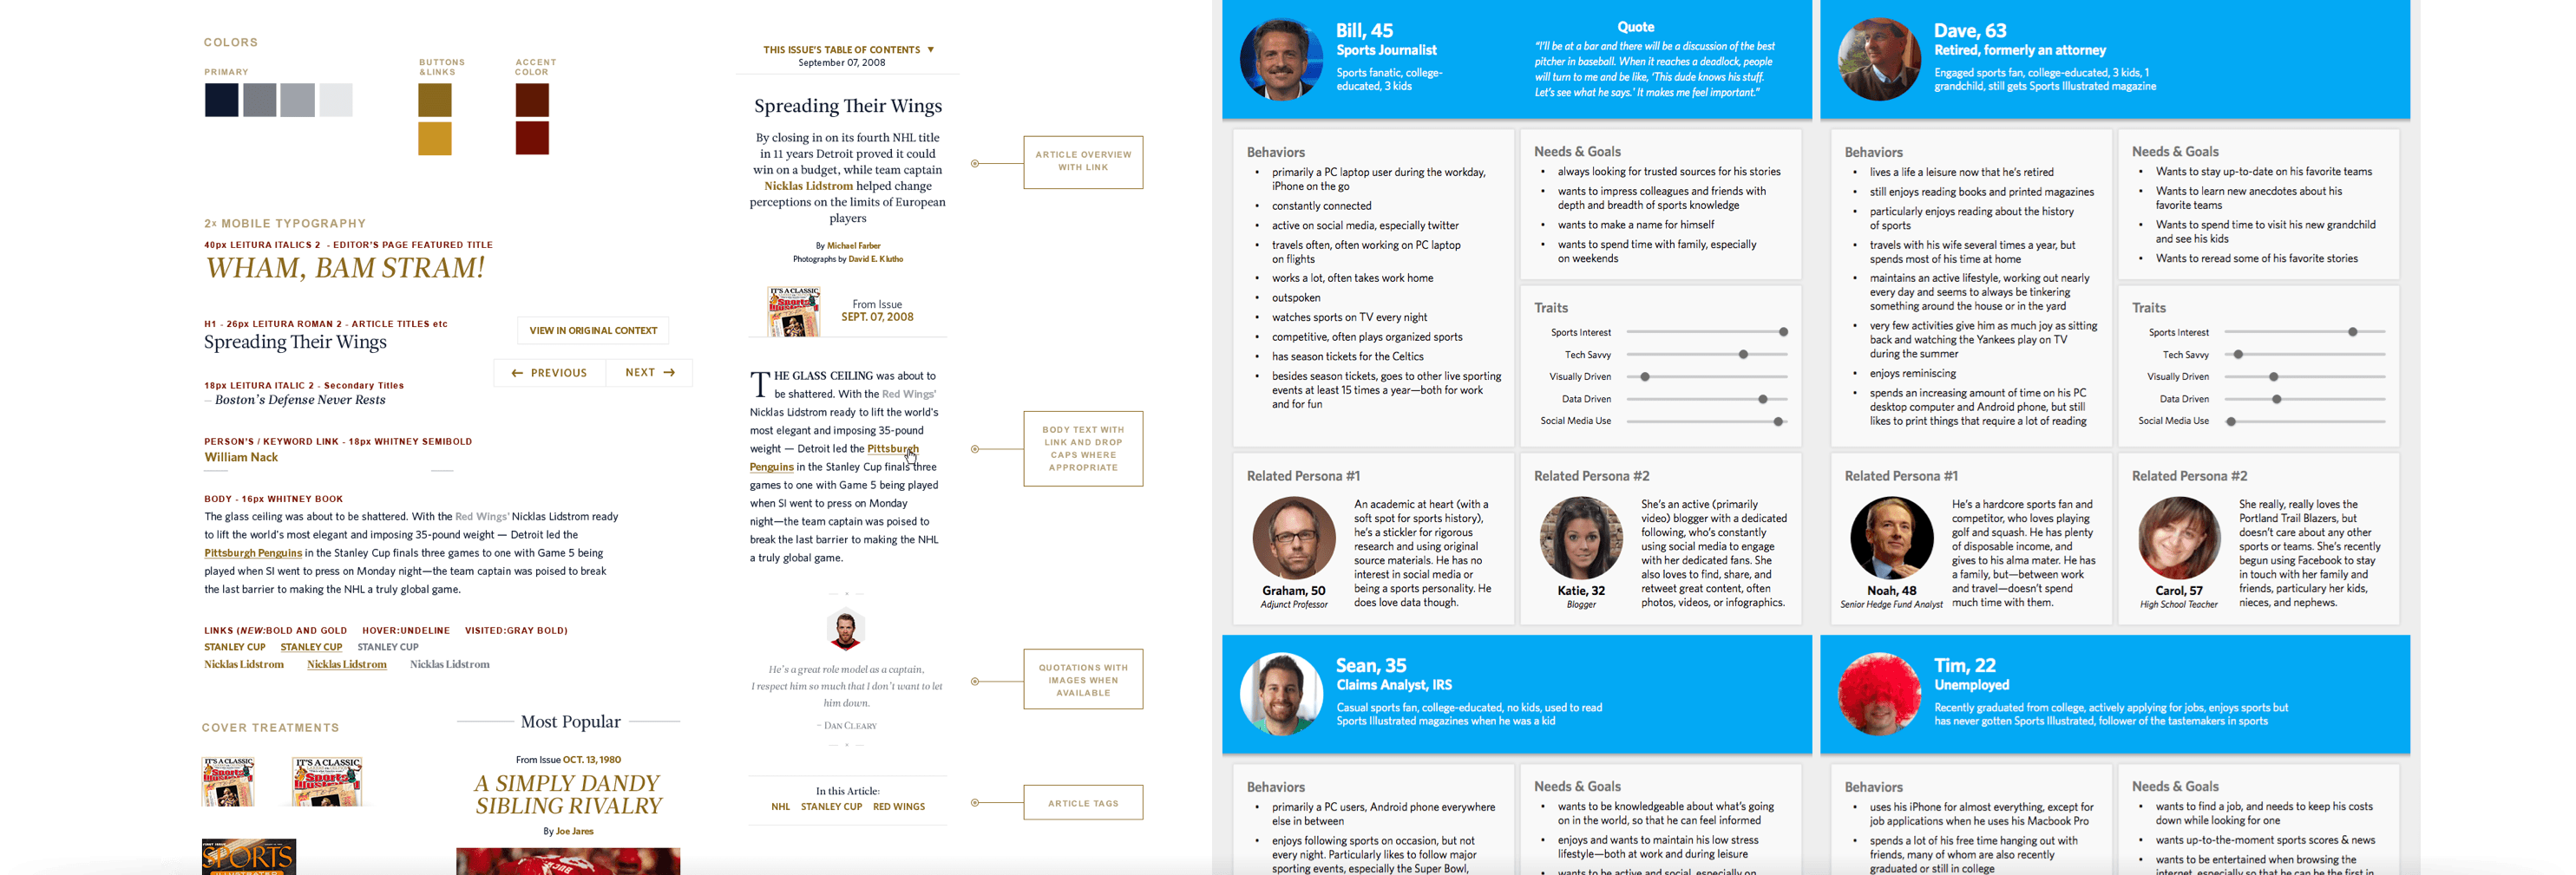 COLORS
PRIMARY
BUTTONS
&LINKS
ACCENT
COLOR
2x MOBILE TYPOGRAPHY
40px LEITURA ITALICS 2 - EDITOR'S PAGE FEATURED TITLE
WHAM, BAM STRAM!
H1 - 26px LEITURA ROMAN 2 - ARTICLE TITLES etc
Spreading Their Wings
VIEW IN ORIGINAL CONTEXT
← PREVIOUS
NEXT →
18px LEITURA ITALIC 2 - Secondary Titles
— Boston's Defense Never Rests
PERSON'S / KEYWORD LINK - 18px WHITNEY SEMIBOLD
William Nack
BODY - 16px WHITNEY BOOK
The glass ceiling was about to be shattered. With the Red Wings' Nicklas Lidstrom ready
to lift the world's most elegant and imposing 35-pound weight — Detroit led the
Pittsburgh Penguins in the Stanley Cup finals three games to one with Game 5 being
played when SI went to press on Monday night—the team captain was poised to break
the last barrier to making the NHL a truly global game.
LINKS (NEW:BOLD AND GOLD HOVER:UNDELINE VISITED:GRAY BOLD)
STANLEY CUP STANLEY CUP STANLEY CUP
Nicklas Lidstrom Nicklas Lidstrom Nicklas Lidstrom
COVER TREATMENTS
IT'S A CLASSIC
Sports
IT'S A CLASSIC
Sports
SPORTS
Most Popular
From Issue OCT. 13, 1980
A SIMPLY DANDY
SIBLING RIVALRY
By Joe Jares
THIS ISSUE'S TABLE OF CONTENTS ▼
September 07, 2008
Spreading Their Wings
By closing in on its fourth NHL title
in 11 years Detroit proved it could
win on a budget, while team captain
Nicklas Lidstrom helped change
perceptions on the limits of European
players
By Michael Farber
Photographs by David E. Klutho
IT'S A CLASSIC
Sports
From Issue
SEPT. 07, 2008
THE GLASS CEILING was about to
be shattered. With the Red Wings'
Nicklas Lidstrom ready to lift the world's
most elegant and imposing 35-pound
weight — Detroit led the Pittsburgh
Penguins in the Stanley Cup finals three
games to one with Game 5 being played
when SI went to press on Monday
night—the team captain was poised to
break the last barrier to making the NHL
a truly global game.
He's a great role model as a captain,
I respect him so much that I don't want to let
him down.
– DAN CLEARY
In this Article:
NHL STANLEY CUP RED WINGS
ARTICLE OVERVIEW
WITH LINK
BODY TEXT WITH
LINK AND DROP
CAPS WHERE
APPROPRIATE
QUOTATIONS WITH
IMAGES WHEN
AVAILABLE
ARTICLE TAGS
Bill, 45
Sports Journalist
Sports fanatic, college-
educated, 3 kids
Quote
"I'll be at a bar and there will be a discussion of the best
pitcher in baseball. When it reaches a deadlock, people
will turn to me and be like, 'This dude knows his stuff.
Let's see what he says.' It makes me feel important."
Behaviors
• primarily a PC laptop user during the workday,
iPhone on the go
• constantly connected
• active on social media, especially twitter
• travels often, often working on PC laptop
on flights
• works a lot, often takes work home
• outspoken
• watches sports on TV every night
• competitive, often plays organized sports
• has season tickets for the Celtics
• besides season tickets, goes to other live sporting
events at least 15 times a year—both for work
and for fun
Needs & Goals
• always looking for trusted sources for his stories
• wants to impress colleagues and friends with
depth and breadth of sports knowledge
• wants to make a name for himself
• wants to spend time with family, especially
on weekends
Traits
Sports Interest
Tech Savvy
Visually Driven
Data Driven
Social Media Use
Related Persona #1
An academic at heart (with a
soft spot for sports history),
he's a stickler for rigorous
research and using original
source materials. He has no
interest in social media or
being a sports personality. He
does love data though.
Graham, 50
Adjunct Professor
Related Persona #2
She's an active (primarily
video) blogger with a dedicated
following, who's constantly
using social media to engage
with her dedicated fans. She
also loves to find, share, and
retweet great content, often
photos, videos, or infographics.
Katie, 32
Blogger
Dave, 63
Retired, formerly an attorney
Engaged sports fan, college-educated, 3 kids, 1
grandchild, still gets Sports Illustrated magazine
Behaviors
• lives a life a leisure now that he's retired
• still enjoys reading books and printed magazines
• particularly enjoys reading about the history
of sports
• travels with his wife several times a year, but
spends most of his time at home
• maintains an active lifestyle, working out nearly
every day and seems to always be tinkering
something around the house or in the yard
• very few activities give him as much joy as sitting
back and watching the Yankees play on TV
during the summer
• enjoys reminiscing
• spends an increasing amount of time on his PC
desktop computer and Android phone, but still
likes to print things that require a lot of reading
Needs & Goals
• Wants to stay up-to-date on his favorite teams
• Wants to learn new anecdotes about his
favorite teams
• Wants to spend time to visit his new grandchild
and see his kids
• Wants to reread some of his favorite stories
Traits
Sports Interest
Tech Savvy
Visually Driven
Data Driven
Social Media Use
Related Persona #1
He's a hardcore sports fan and
competitor, who loves playing
golf and squash. He has plenty
of disposable income, and
gives to his alma mater. He has
a family, but—between work
and travel—doesn't spend
much time with them.
Noah, 48
Senior Hedge Fund Analyst
Related Persona #2
She really, really loves the
Portland Trail Blazers, but
doesn't care about any other
sports or teams. She's recently
begun using Facebook to stay
in touch with her family and
friends, particulary her kids,
nieces, and nephews.
Carol, 57
High School Teacher
Sean, 35
Claims Analyst, IRS
Casual sports fan, college-educated, no kids, used to read
Sports Illustrated magazines when he was a kid
Behaviors
• primarily a PC users, Android phone everywhere
else in between
• enjoys following sports on occasion, but not
every night. Particularly likes to follow major
sporting events, especially the Super Bowl,
Needs & Goals
• wants to be knowledgeable about what's going
on in the world, so that he can feel informed
• enjoys and wants to maintain his low stress
lifestyle—both at work and during leisure
• wants to be active and social, especially on
Tim, 22
Unemployed
Recently graduated from college, actively applying for jobs, enjoys sports but
has never gotten Sports Illustrated, follower of the tastemakers in sports
Behaviors
• uses his iPhone for almost everything, except for
job applications when he uses his Macbook Pro
• spends a lot of his free time hanging out with
friends, many of whom are also recently
graduated or still in college
Needs & Goals
• wants to find a job, and needs to keep his costs
down while looking for one
• wants up-to-the-moment sports scores & news
• wants to be entertained when browsing the
internet, especially so that he can be the first in